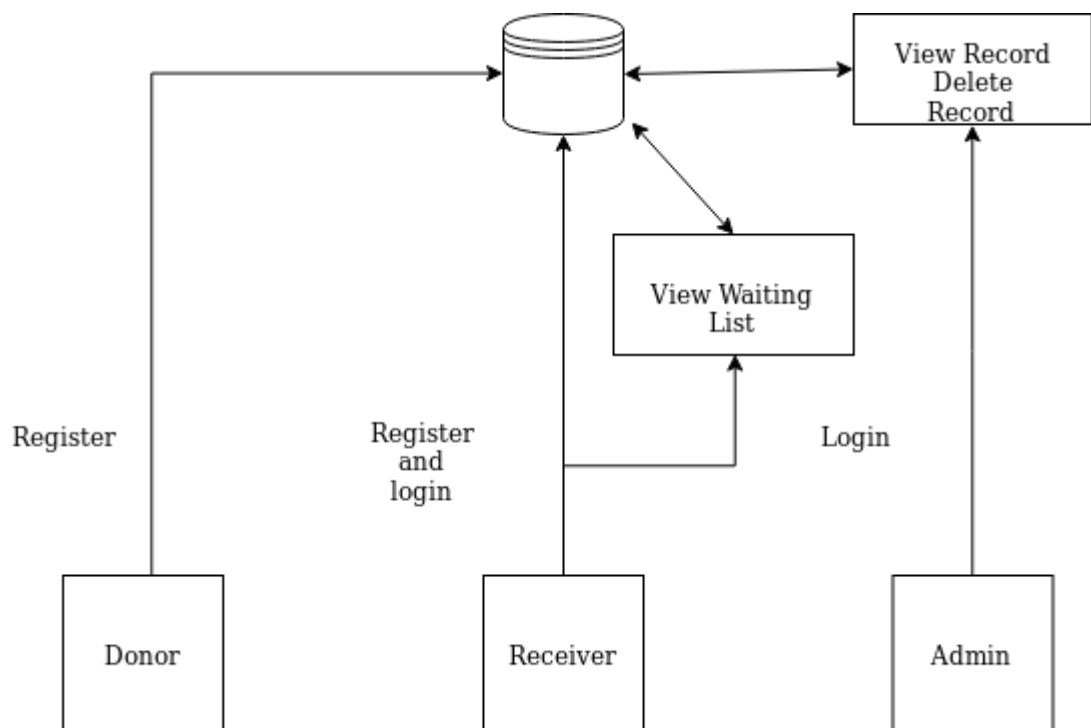 View Record
Delete
Record
View Waiting
List
Register
Register
and
login
Login
Donor
Receiver
Admin